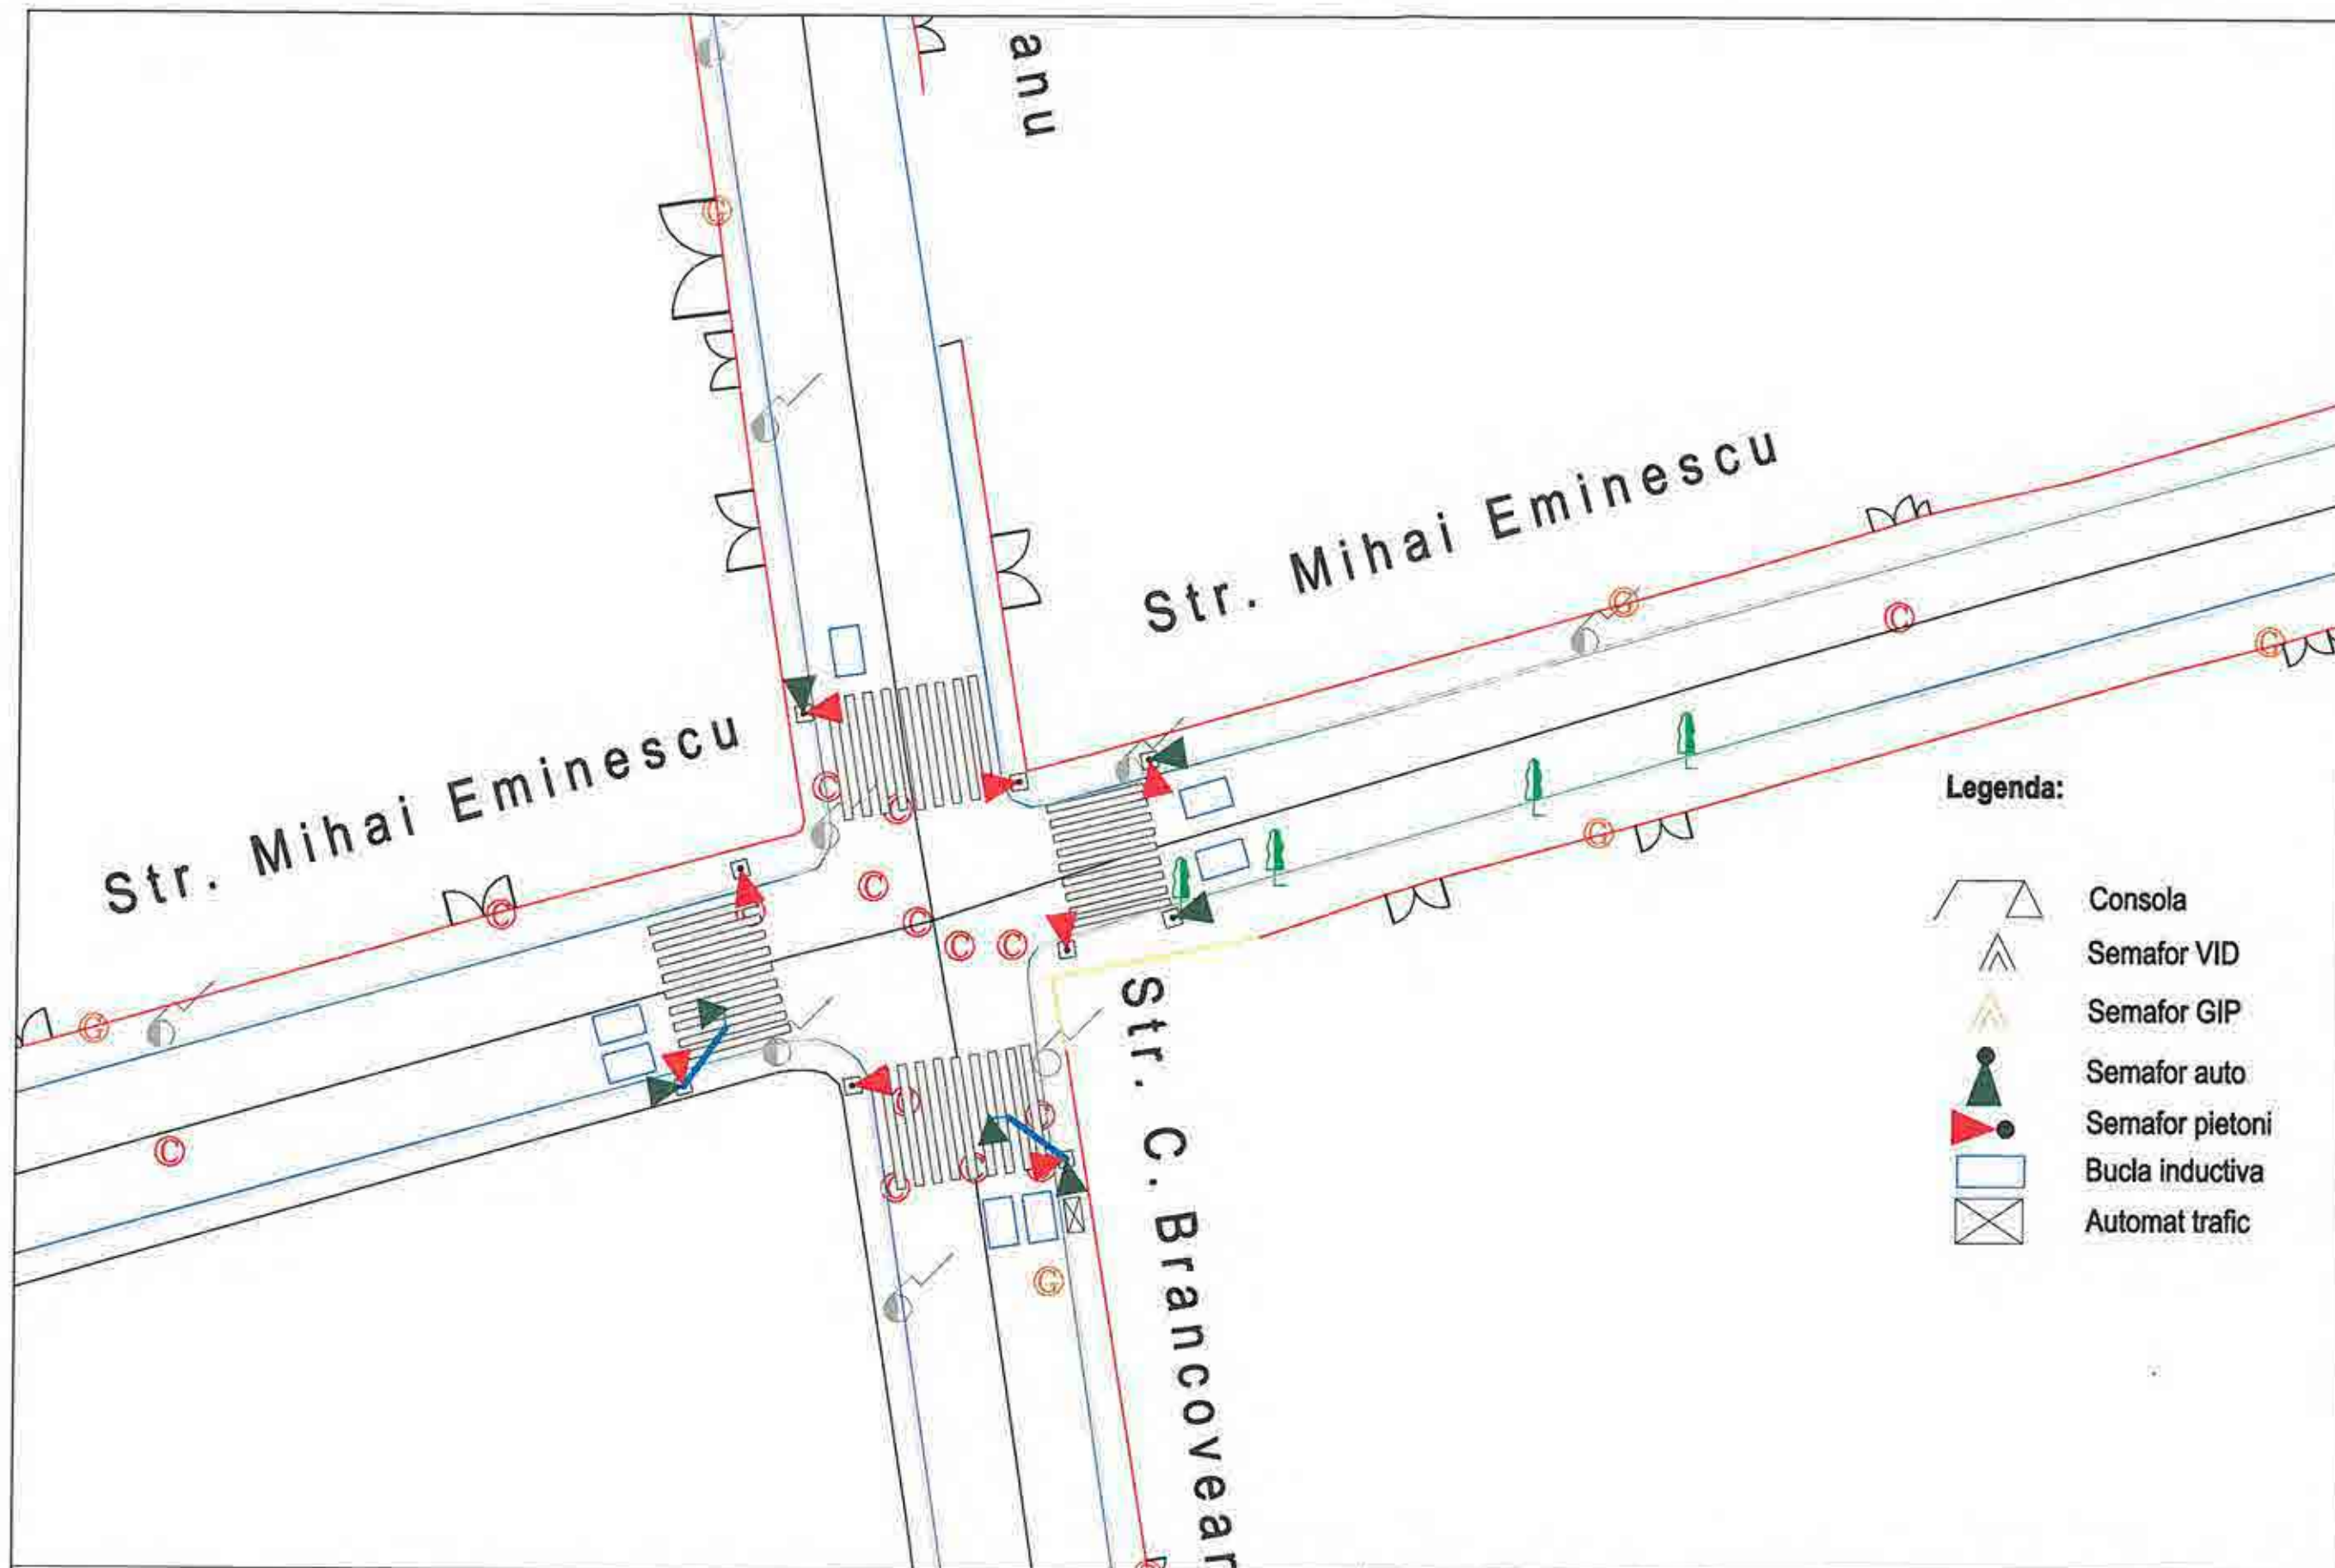 anu
Str. Mihai Eminescu
Str. Mihai Eminescu
Str. C. Brancovean
Legenda:
Consola
Semafor VID
Semafor GIP
Semafor auto
Semafor pietoni
Bucla inductiva
Automat trafic
G
G
C
G
C
C
G
C
C
C
C
C
C
G
C
C
C
C
C
C
G